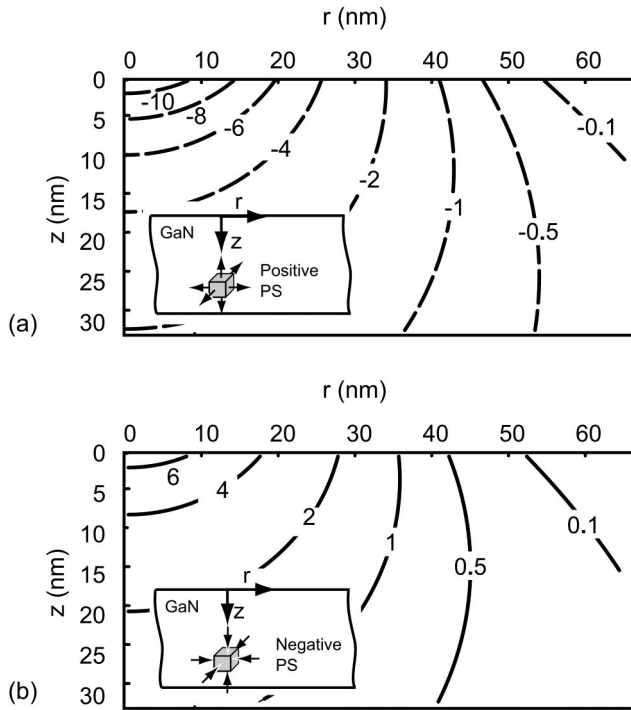 r (nm)
0 10 20 30 40 50 60
0
5
10
15
20
25
30
z (nm)
-10
-8
-6
-4
-2
-1
-0.5
-0.1
GaN
r
z
Positive
PS
(a)
r (nm)
0 10 20 30 40 50 60
0
5
10
15
20
25
30
z (nm)
6
4
2
1
0.5
0.1
GaN
r
z
Negative
PS
(b)